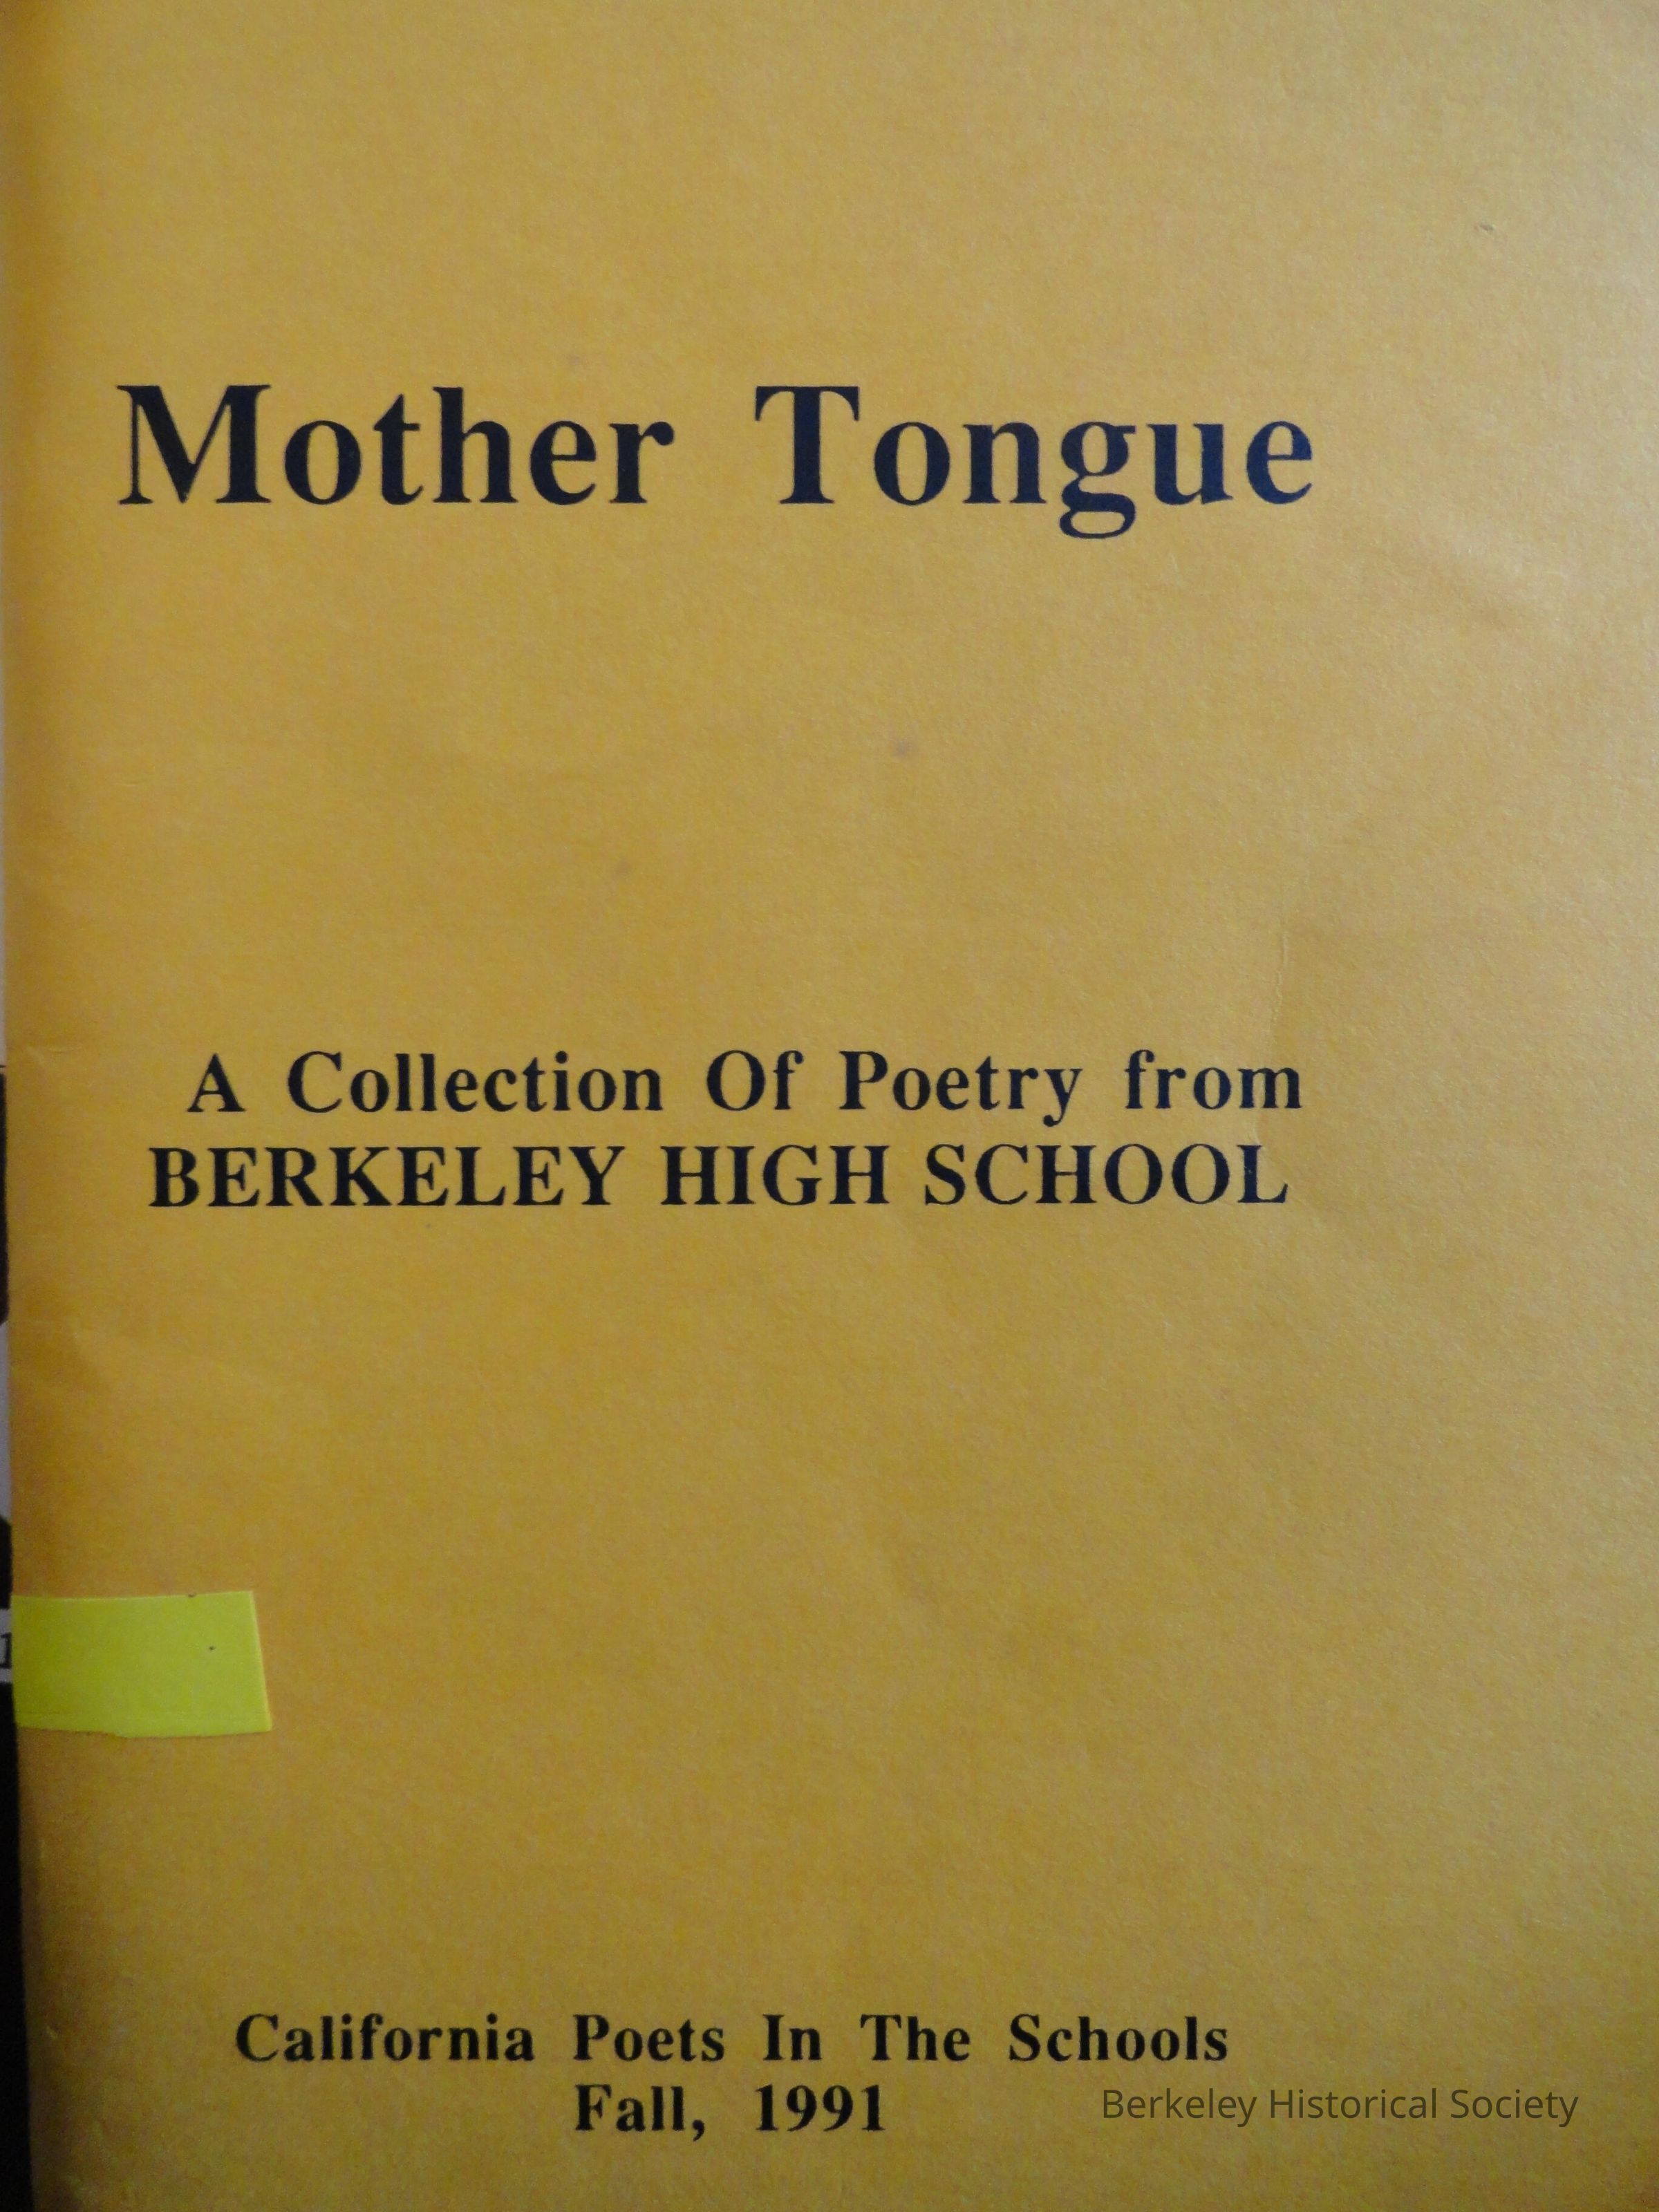 Mother Tongue
A Collection Of Poetry from
BERKELEY HIGH SCHOOL
California Poets In The Schools
Fall, 1991
Berkeley Historical Society